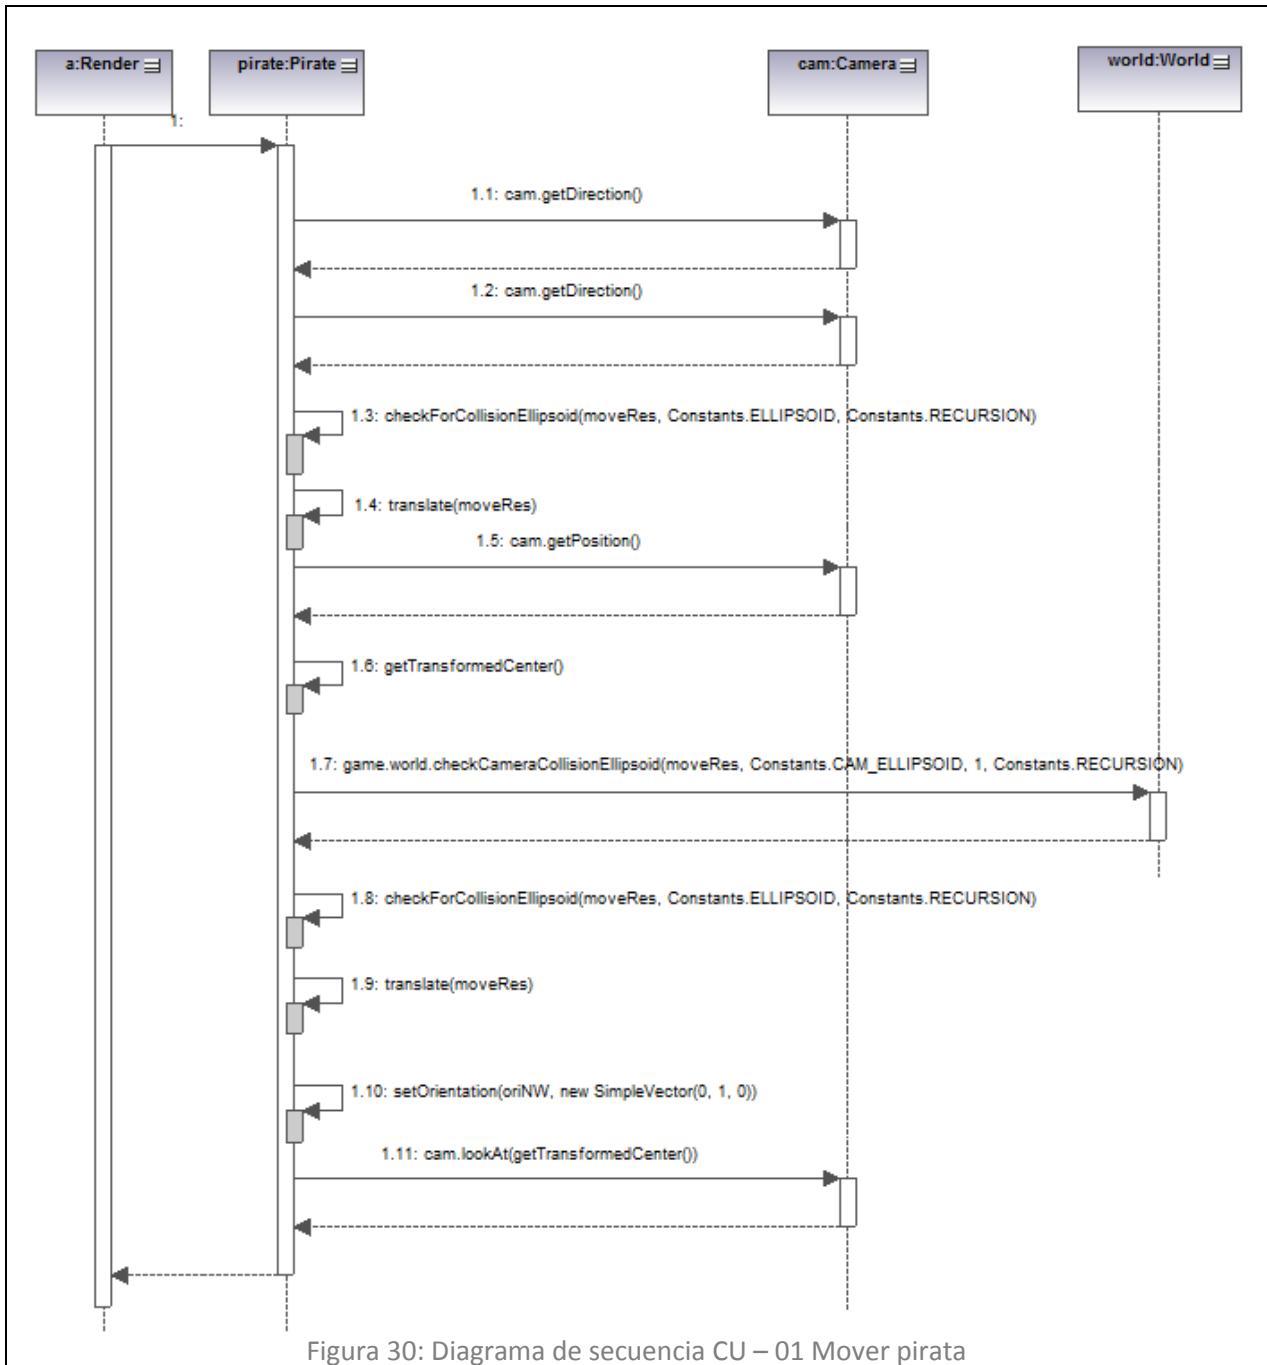 a:Render
pirate:Pirate
cam:Camera
world:World
1:
1.1: cam.getDirection()
1.2: cam.getDirection()
1.3: checkForCollisionEllipsoid(moveRes, Constants.ELLIPSOID, Constants.RECURSION)
1.4: translate(moveRes)
1.5: cam.getPosition()
1.6: getTransformedCenter()
1.7: game.world.checkCameraCollisionEllipsoid(moveRes, Constants.CAM_ELLIPSOID, 1, Constants.RECURSION)
1.8: checkForCollisionEllipsoid(moveRes, Constants.ELLIPSOID, Constants.RECURSION)
1.9: translate(moveRes)
1.10: setOrientation(oriNW, new SimpleVector(0, 1, 0))
1.11: cam.lookAt(getTransformedCenter())
Figura 30: Diagrama de secuencia CU – 01 Mover pirata